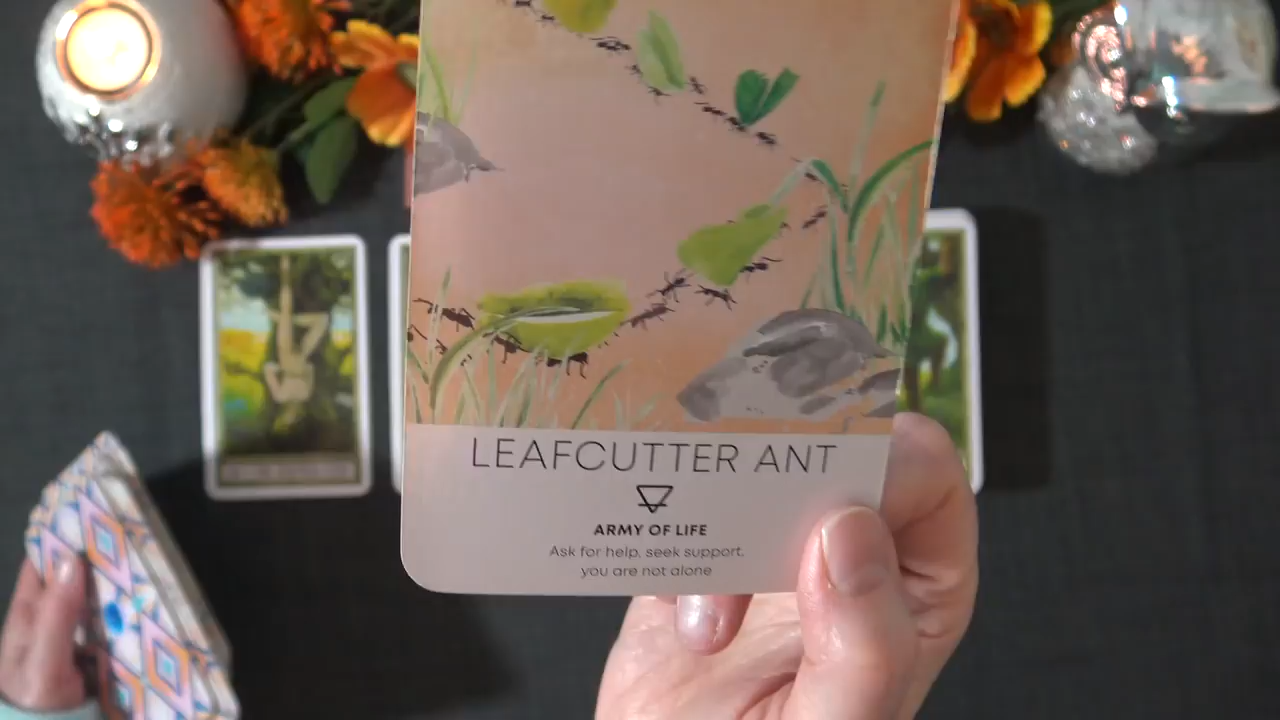 LEAFCUTTER ANT
ARMY OF LIFE
Ask for help, seek support,
you are not alone